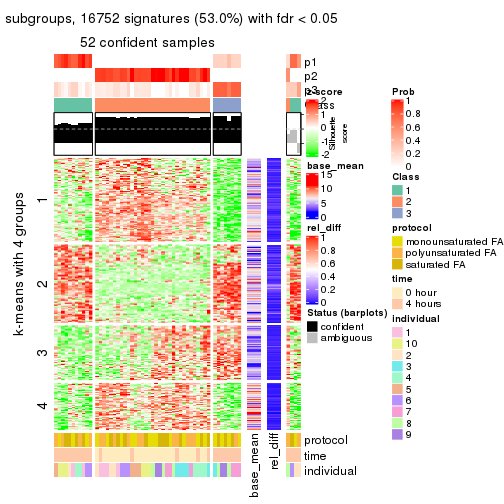 subgroups, 16752 signatures (53.0%) with fdr < 0.05
52 confident samples
p1
p2
p3
Class
Silhouette
score
1
2
3
4
k-means with 4 groups
protocol
time
individual
base_mean
rel_diff
z-score
2
1
0
-1
-2
base_mean
15
10
5
0
rel_diff
1
0.8
0.6
0.4
0.2
0
Status (barplots)
confident
ambiguous
Prob
1
0.8
0.6
0.4
0.2
0
Class
1
2
3
protocol
monounsaturated FA
polyunsaturated FA
saturated FA
time
0 hour
4 hours
individual
1
10
2
3
4
5
6
7
8
9